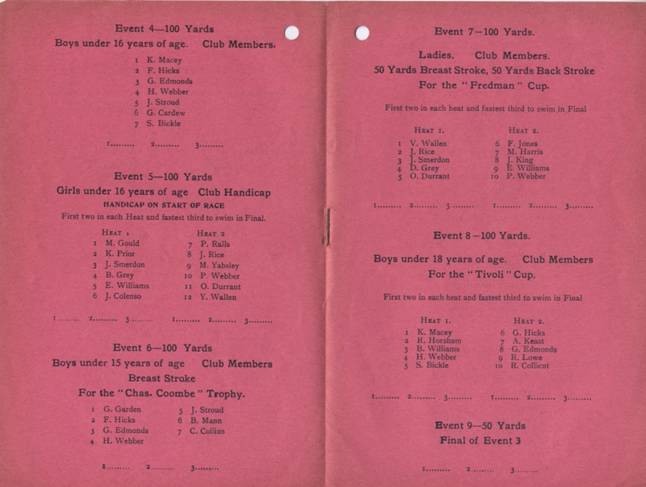 Event 4—100 Yards
Boys under 16 years of age. Club Members.
1 K. Macey
2 F. Hicks
3 G. Edmonds
4 H. Webber
5 J. Stroud
6 G. Cardew
7 S. Bickle
1......... 2......... 3.........
Event 5—100 Yards
Girls under 16 years of age Club Handicap
HANDICAP ON START OF RACE
First two in each Heat and fastest third to swim in Final.
HEAT 1
1 M. Gould
2 K. Prior
3 J. Smerdon
4 B. Grey
5 E. Williams
6 J. Colenso
HEAT 2
7 P. Ralls
8 J. Rice
9 M. Yabsley
10 P. Webber
11 O. Durrant
12 Y. Wallen
1......... 2......... 3......... 1......... 2......... 3.........
Event 6—100 Yards
Boys under 15 years of age Club Members
Breast Stroke
For the "Chas. Coombe" Trophy.
1 G. Garden
2 F. Hicks
3 G. Edmonds
4 H. Webber
5 J. Stroud
6 B. Mann
7 C. Collins
1......... 2......... 3.........
Event 7—100 Yards.
Ladies. Club Members.
50 Yards Breast Stroke, 50 Yards Back Stroke
For the "Fredman" Cup.
First two in each heat and fastest third to swim in Final
HEAT 1.
1 V. Wallen
2 J. Rice
3 J. Smerdon
4 D. Grey
5 O. Durrant
HEAT 2.
6 F. Jones
7 M. Harris
8 J. King
9 E. Williams
10 P. Webber
1......... 2......... 3......... 1......... 2......... 3.........
Event 8—100 Yards.
Boys under 18 years of age. Club Members
For the "Tivoli" Cup.
First two in each heat and fastest third to swim in Final
HEAT 1.
1 K. Macey
2 R. Horsham
3 B. Williams
4 H. Webber
5 S. Bickle
HEAT 2.
6 G. Hicks
7 A. Keast
8 G. Edmonds
9 R. Lowe
10 R. Collicut
1......... 2......... 3......... 1......... 2......... 3.........
Event 9—50 Yards
Final of Event 3
1......... 2......... 3.........